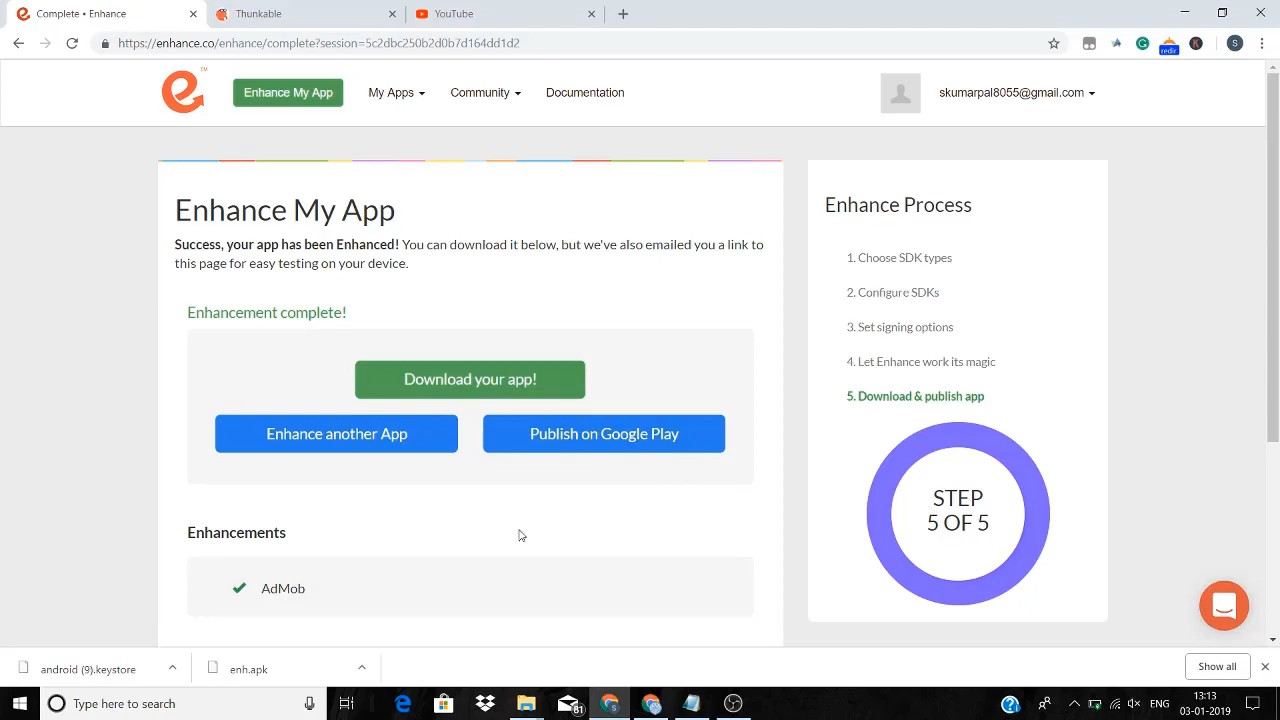 Complete • Enhance
Thunkable
YouTube
https://enhance.co/enhance/complete?session=5c2dbc250b2d0b7d164dd1d2
redir
S
TM
Enhance My App
My Apps
Community
Documentation
skumarpal8055@gmail.com
Enhance My App
Success, your app has been Enhanced! You can download it below, but we've also emailed you a link to
this page for easy testing on your device.
Enhancement complete!
Download your app!
Enhance another App
Publish on Google Play
Enhancements
AdMob
Enhance Process
1. Choose SDK types
2. Configure SDKs
3. Set signing options
4. Let Enhance work its magic
5. Download & publish app
STEP
5 OF 5
android (9).keystore
enh.apk
Show all
Type here to search
81
ENG
13:13
03-01-2019